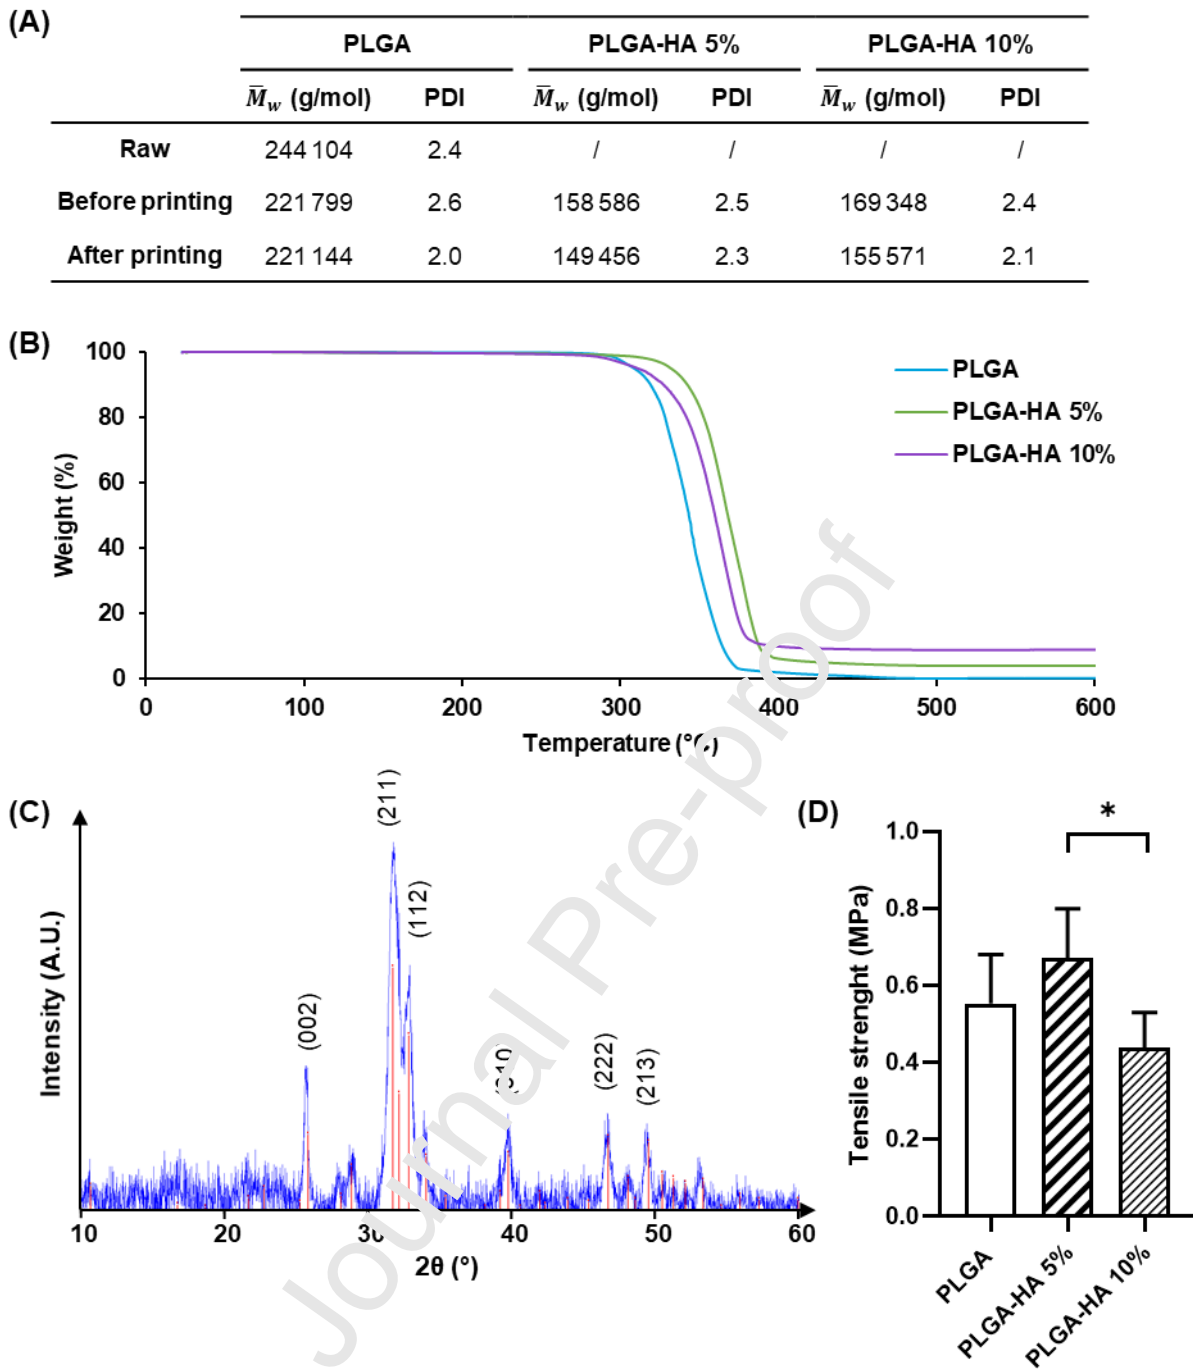 (A)
PLGA PLGA-HA 5% PLGA-HA 10%
M̅w (g/mol) PDI M̅w (g/mol) PDI M̅w (g/mol) PDI
Raw 244 104 2.4 / / / /
Before printing 221 799 2.6 158 586 2.5 169 348 2.4
After printing 221 144 2.0 149 456 2.3 155 571 2.1
(B)
Weight (%)
100
80
60
40
20
0
0 100 200 300 400 500 600
Temperature (°C)
PLGA
PLGA-HA 5%
PLGA-HA 10%
(C)
Intensity (A.U.)
(002)
(211)
(112)
(310)
(222)
(213)
10 20 30 40 50 60
2θ (°)
(D)
Tensile strenght (MPa)
1.0
0.8
0.6
0.4
0.2
0.0
*
PLGA
PLGA-HA 5%
PLGA-HA 10%
Journal Pre-proof